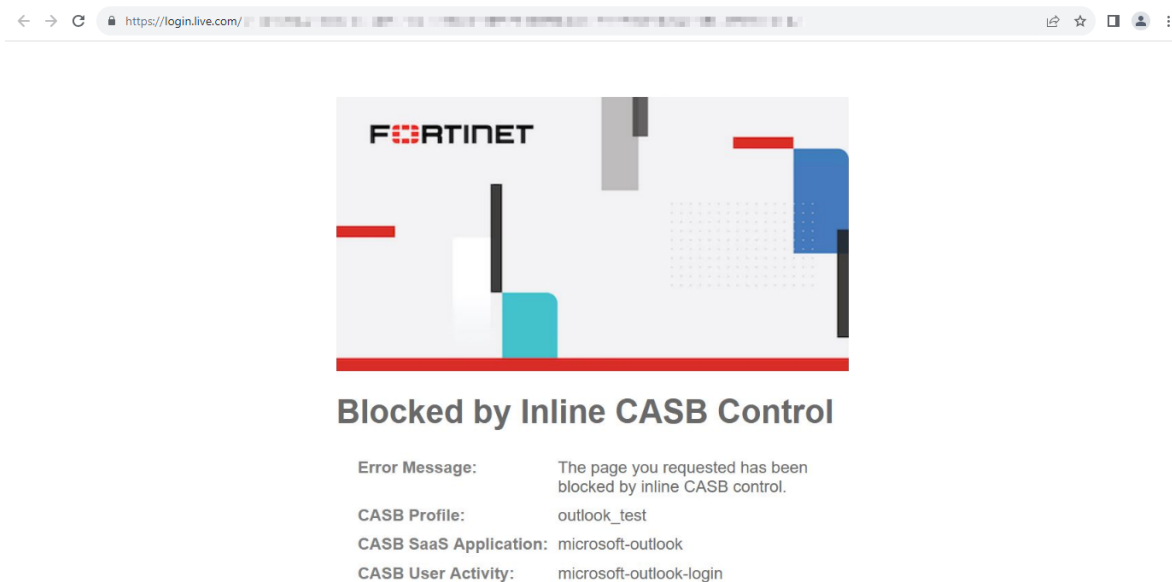 https://login.live.com/
FORTINET
Blocked by Inline CASB Control
Error Message: The page you requested has been
blocked by inline CASB control.
CASB Profile: outlook_test
CASB SaaS Application: microsoft-outlook
CASB User Activity: microsoft-outlook-login